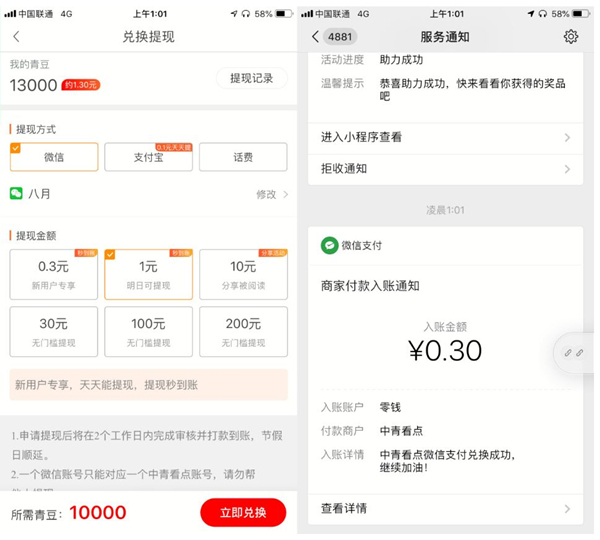 中国联通 4G 上午1:01 58%
兑换提现
我的青豆
13000 约1.30元
提现记录
提现方式
微信
支付宝
0.1元天天提
话费
八月
修改
提现金额
秒到账
0.3元
新用户专享
秒到账
1元
明日可提现
分享活动
10元
分享被阅读
30元
无门槛提现
100元
无门槛提现
200元
无门槛提现
新用户专享，天天能提现，提现秒到账
1.申请提现后将在2个工作日内完成审核并打款到账，节假
日顺延。
2.一个微信账号只能对应一个中青看点账号，请勿帮
所需青豆：10000
立即兑换
中国联通 4G 上午1:01 58%
4881
服务通知
活动进度 助力成功
温馨提示 恭喜助力成功，快来看看你获得的奖品
吧
进入小程序查看
拒收通知
凌晨1:01
微信支付
商家付款入账通知
入账金额
¥0.30
入账账户 零钱
付款商户 中青看点
入账详情 中青看点微信支付兑换成功，
继续加油！
查看详情